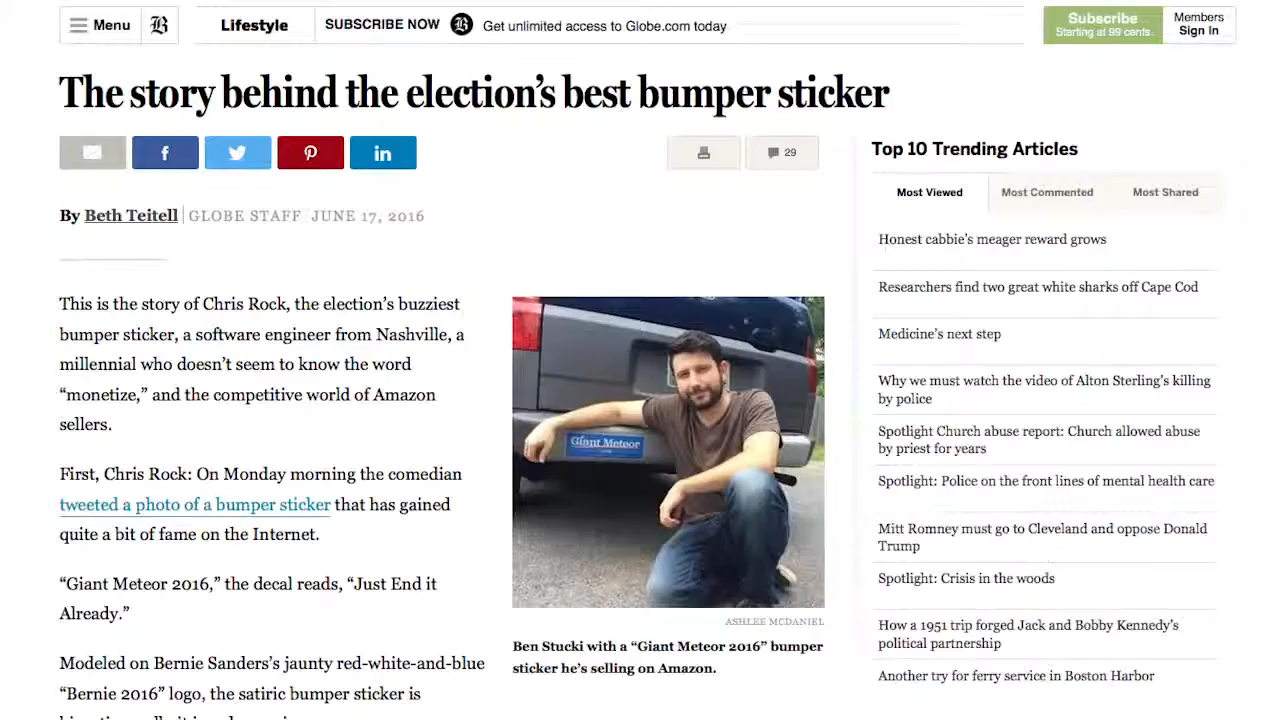 Menu
B
Lifestyle
SUBSCRIBE NOW
B
Get unlimited access to Globe.com today
Subscribe
Starting at 99 cents
Members
Sign In
The story behind the election’s best bumper sticker
f
in
29
By Beth Teitell
GLOBE STAFF JUNE 17, 2016
This is the story of Chris Rock, the election’s buzziest
bumper sticker, a software engineer from Nashville, a
millennial who doesn’t seem to know the word
“monetize,” and the competitive world of Amazon
sellers.
First, Chris Rock: On Monday morning the comedian
tweeted a photo of a bumper sticker that has gained
quite a bit of fame on the Internet.
“Giant Meteor 2016,” the decal reads, “Just End it
Already.”
Modeled on Bernie Sanders’s jaunty red-white-and-blue
“Bernie 2016” logo, the satiric bumper sticker is
Giant Meteor
ASHLEE MCDANIEL
Ben Stucki with a “Giant Meteor 2016” bumper
sticker he’s selling on Amazon.
Top 10 Trending Articles
Most Viewed
Most Commented
Most Shared
Honest cabbie’s meager reward grows
Researchers find two great white sharks off Cape Cod
Medicine’s next step
Why we must watch the video of Alton Sterling’s killing
by police
Spotlight Church abuse report: Church allowed abuse
by priest for years
Spotlight: Police on the front lines of mental health care
Mitt Romney must go to Cleveland and oppose Donald
Trump
Spotlight: Crisis in the woods
How a 1951 trip forged Jack and Bobby Kennedy’s
political partnership
Another try for ferry service in Boston Harbor